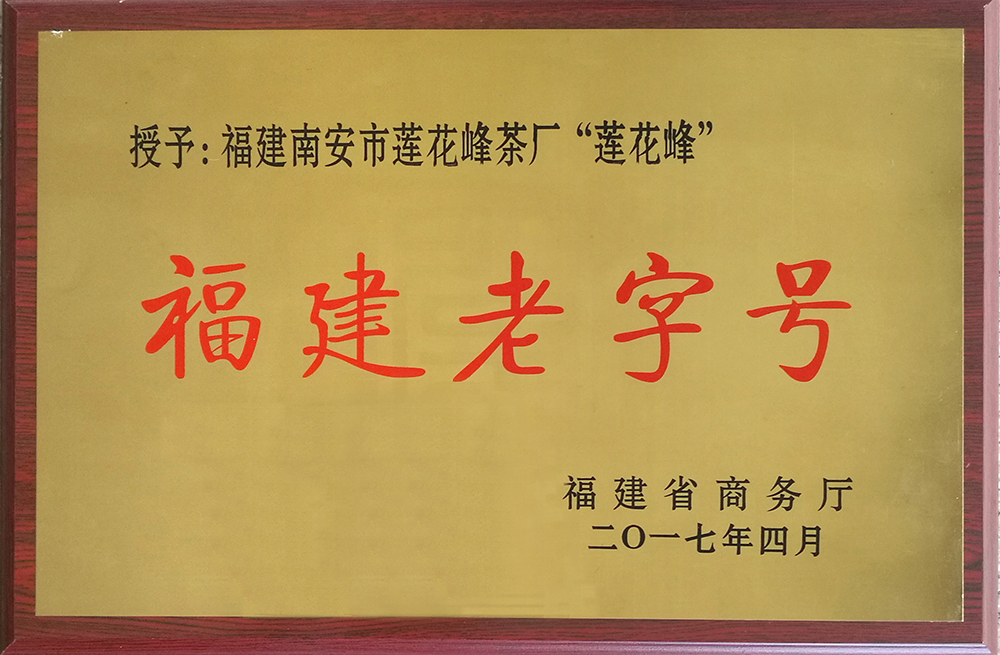 授予：福建南安市莲花峰茶厂“莲花峰”
福建老字号
福建省商务厅
二〇一七年四月